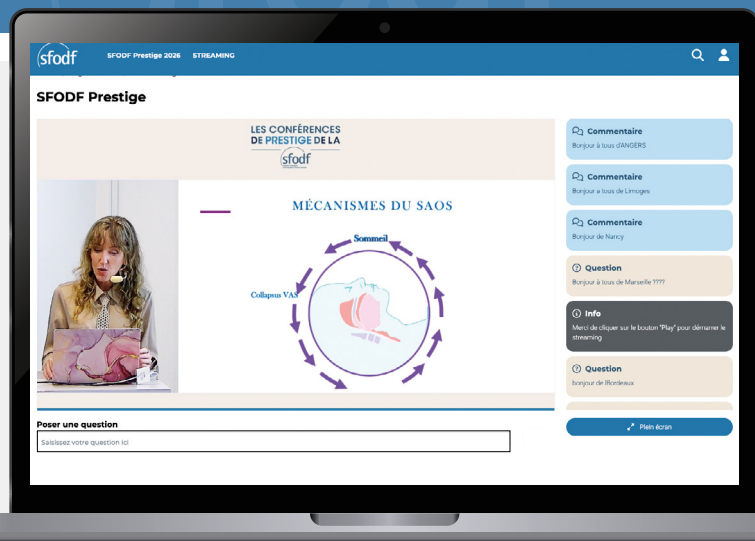 sfodf
SFODF Prestige 2026 STREAMING
SFODF Prestige
LES CONFÉRENCES
DE PRESTIGE DE LA
sfodf
MÉCANISMES DU SAOS
Sommeil
Collapsus VAS
Commentaire
Bonjour à tous d'ANGERS
Commentaire
Bonjour a tous de Limoges
Commentaire
Bonjour de Nancy
Question
Bonjour à tous de Marseille ????
Info
Merci de cliquer sur le bouton "Play" pour démarrer le
streaming
Question
bonjour de Bordeaux
Plein écran
Poser une question
Saisissez votre question ici